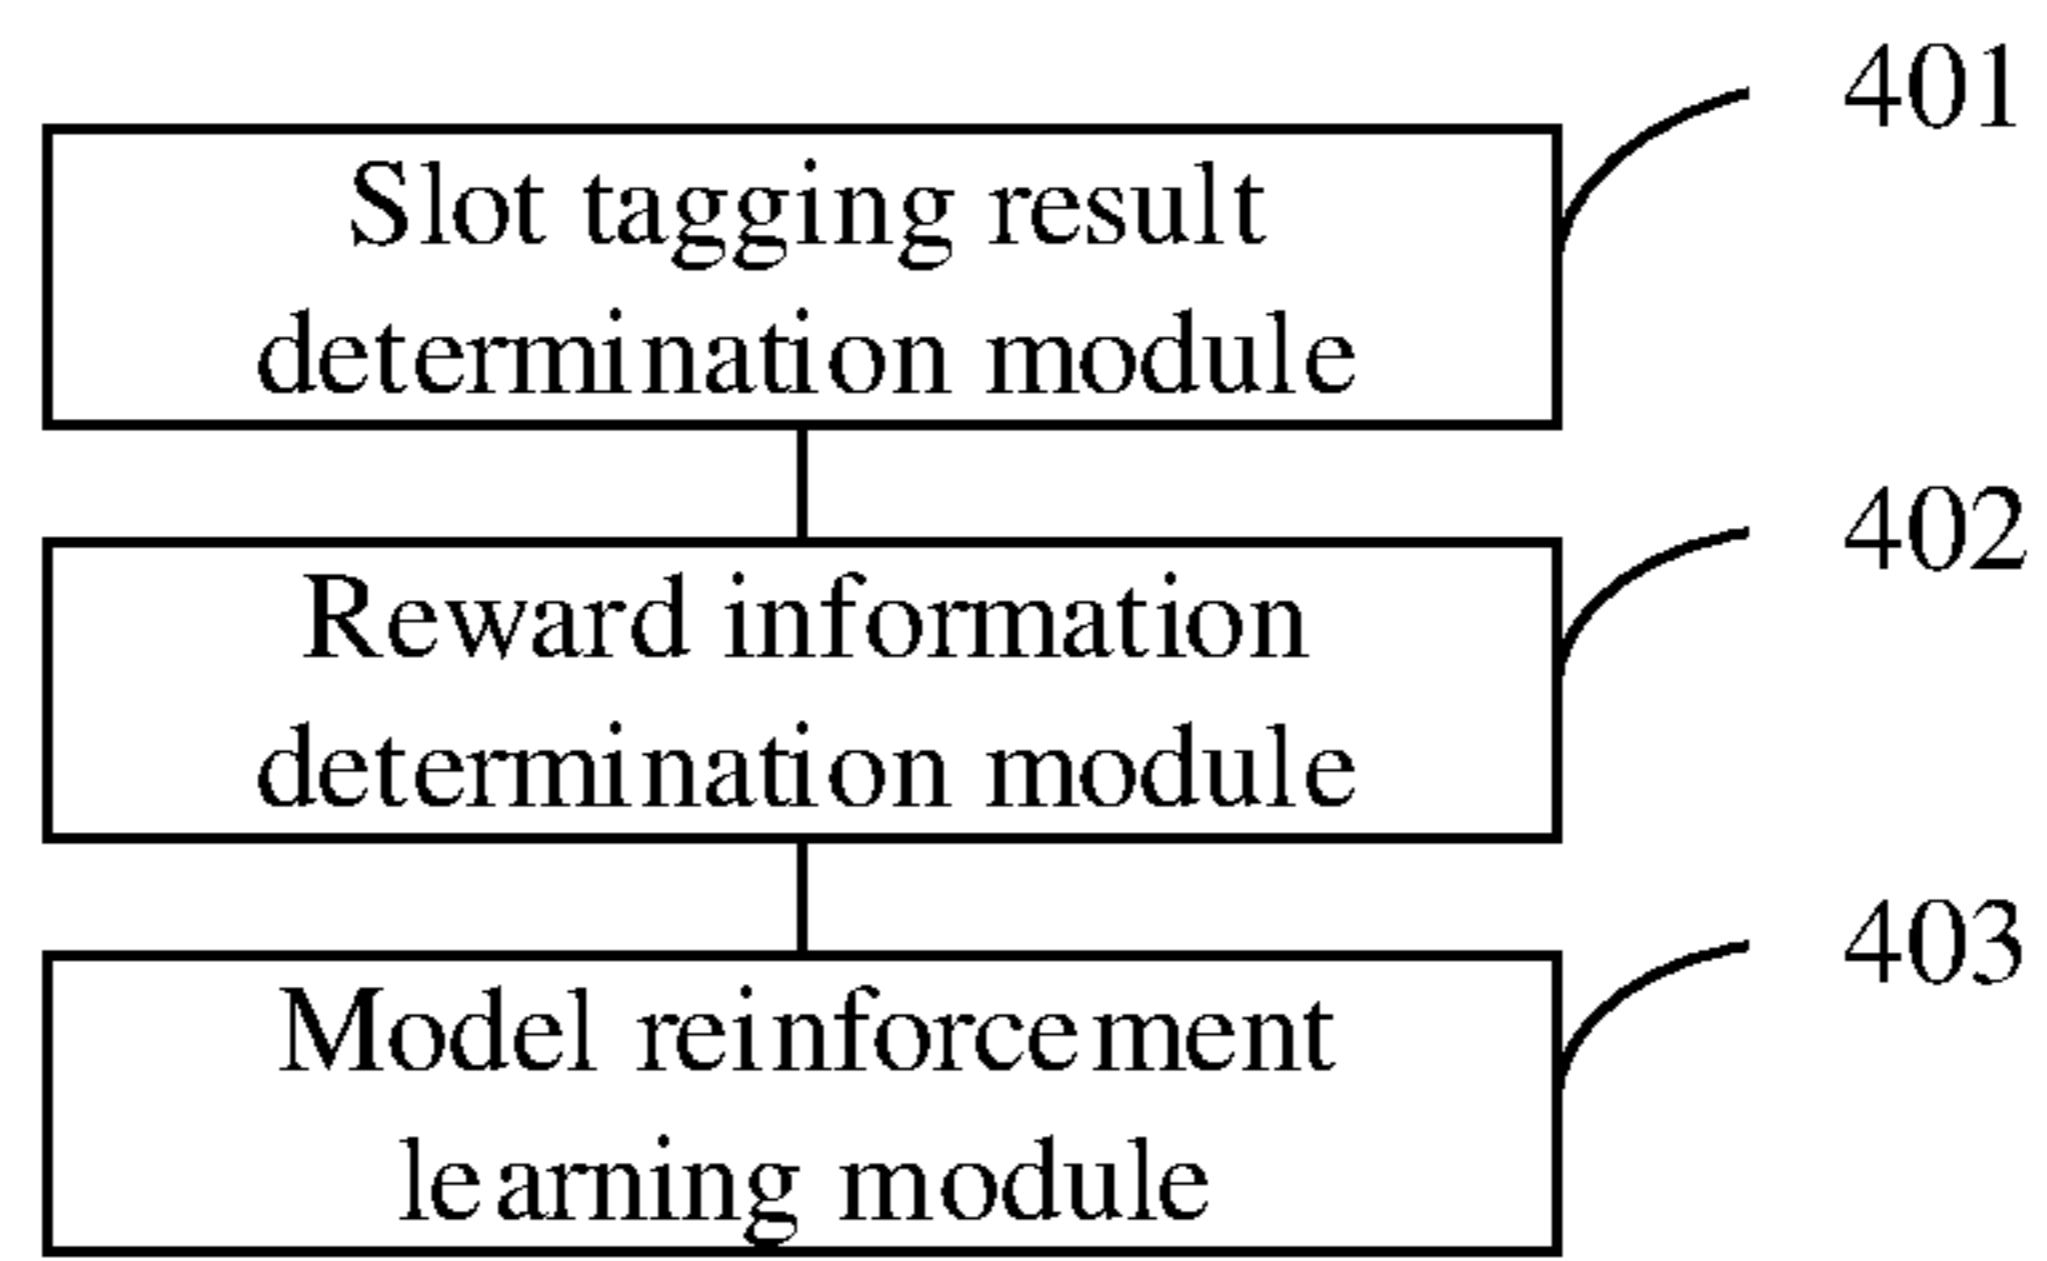 401
Slot tagging result
determination module
402
Reward information
determination module
403
Model reinforcement
learning module